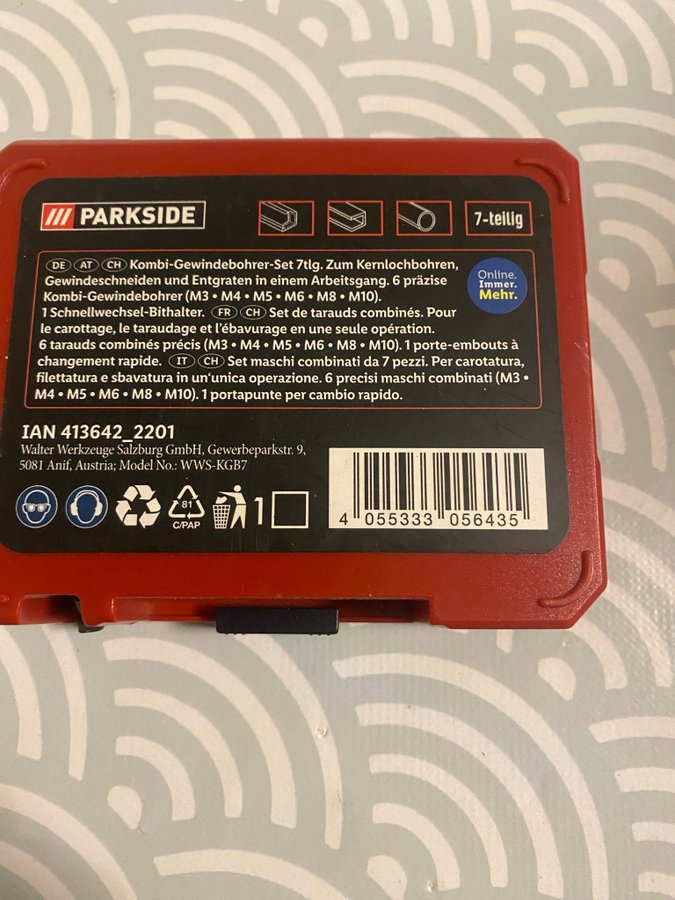 PARKSIDE
7-teilig
DE AT CH Kombi-Gewindebohrer-Set 7tlg. Zum Kernlochbohren,
Gewindeschneiden und Entgraten in einem Arbeitsgang. 6 präzise
Kombi-Gewindebohrer (M3 • M4 • M5 • M6 • M8 • M10).
1 Schnellwechsel-Bithalter. FR CH Set de tarauds combinés. Pour
le carottage, le taraudage et l'ébavurage en une seule opération.
6 tarauds combinés précis (M3 • M4 • M5 • M6 • M8 • M10). 1 porte-embouts à
changement rapide. IT CH Set maschi combinati da 7 pezzi. Per carotatura,
filettatura e sbavatura in un'unica operazione. 6 precisi maschi combinati (M3 •
M4 • M5 • M6 • M8 • M10). 1 portapunte per cambio rapido.
Online.
Immer.
Mehr.
IAN 413642_2201
Walter Werkzeuge Salzburg GmbH, Gewerbeparkstr. 9,
5081 Anif, Austria; Model No.: WWS-KGB7
81
C/PAP
1
4 055333 056435